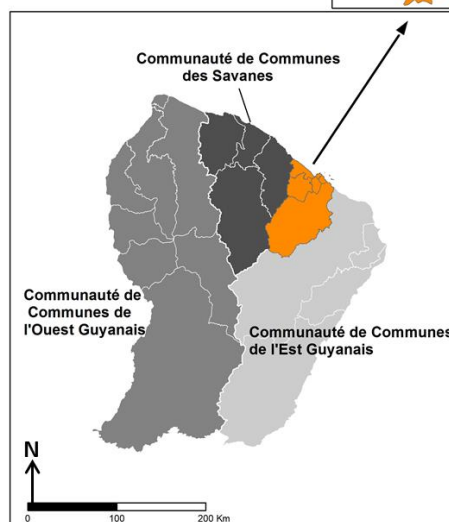 Communauté de Communes
des Savanes
Communauté de
Communes de
l'Ouest Guyanais
Communauté de Communes
de l'Est Guyanais
N
0 100 200 Km